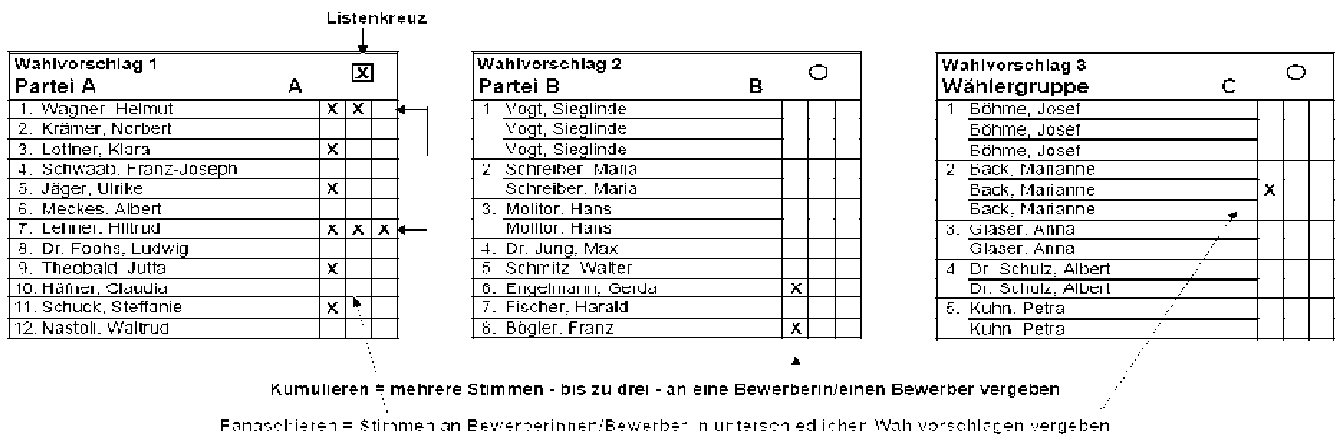 Listenkreuz
Wahlvorschlag 1
Partei A A X
1. Wagner, Helmut X X
2. Krämer, Norbert
3. Lottner, Klara X
4. Schwaab, Franz-Joseph
5. Jäger, Ulrike X
6. Meckes, Albert
7. Lehner, Hiltrud X X X
8. Dr. Foohs, Ludwig
9. Theobald, Jutta X
10. Häfner, Claudia
11. Schuck, Steffanie X
12. Nastoll, Waltrud
Wahlvorschlag 2
Partei B B
1 Vogt, Sieglinde
Vogt, Sieglinde
Vogt, Sieglinde
2 Schreiber, Maria
Schreiber, Maria
3. Molitor, Hans
Molitor, Hans
4. Dr. Jung, Max
5 Schmitz, Walter
6. Engelmann, Gerda X
7. Fischer, Harald
8. Bögler, Franz X
Wahlvorschlag 3
Wählergruppe C
1 Böhme, Josef
Böhme, Josef
Böhme, Josef
2 Back, Marianne
Back, Marianne X
Back, Marianne
3. Gläser, Anna
Gläser, Anna
4 Dr. Schulz, Albert
Dr. Schulz, Albert
5. Kuhn, Petra
Kuhn, Petra
Kumulieren = mehrere Stimmen - bis zu drei - an eine Bewerberin/einen Bewerber vergeben
Panaschieren = Stimmen an Bewerberinnen/Bewerber in unterschiedlichen Wahlvorschlägen vergeben